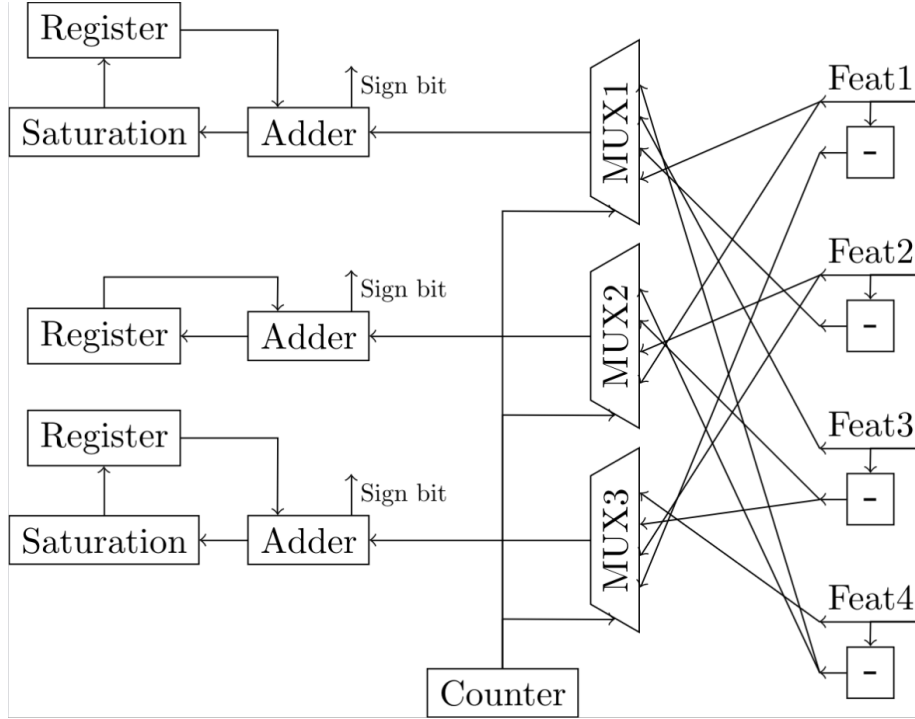 Register
Sign bit
Saturation
Adder
MUX1
Feat1
-
Register
Sign bit
Adder
MUX2
Feat2
-
Register
Sign bit
Saturation
Adder
MUX3
Feat3
-
Feat4
-
Counter